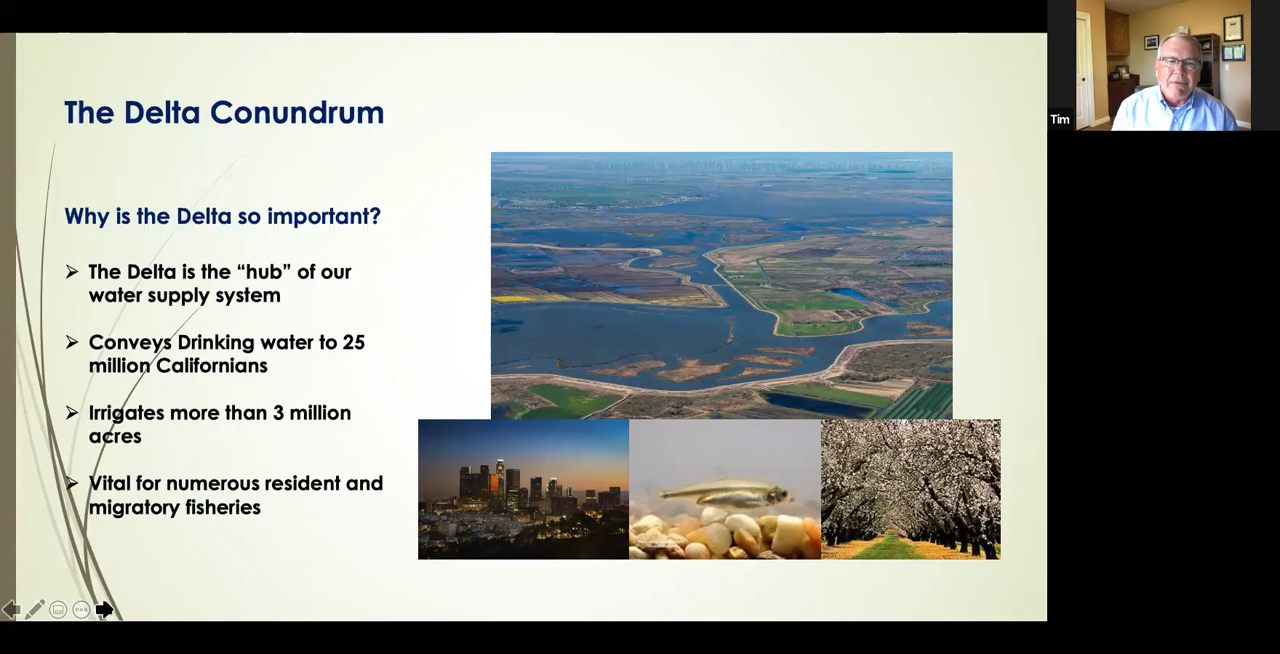 The Delta Conundrum
Why is the Delta so important?
The Delta is the “hub” of our
water supply system
Conveys Drinking water to 25
million Californians
Irrigates more than 3 million
acres
Vital for numerous resident and
migratory fisheries
Tim